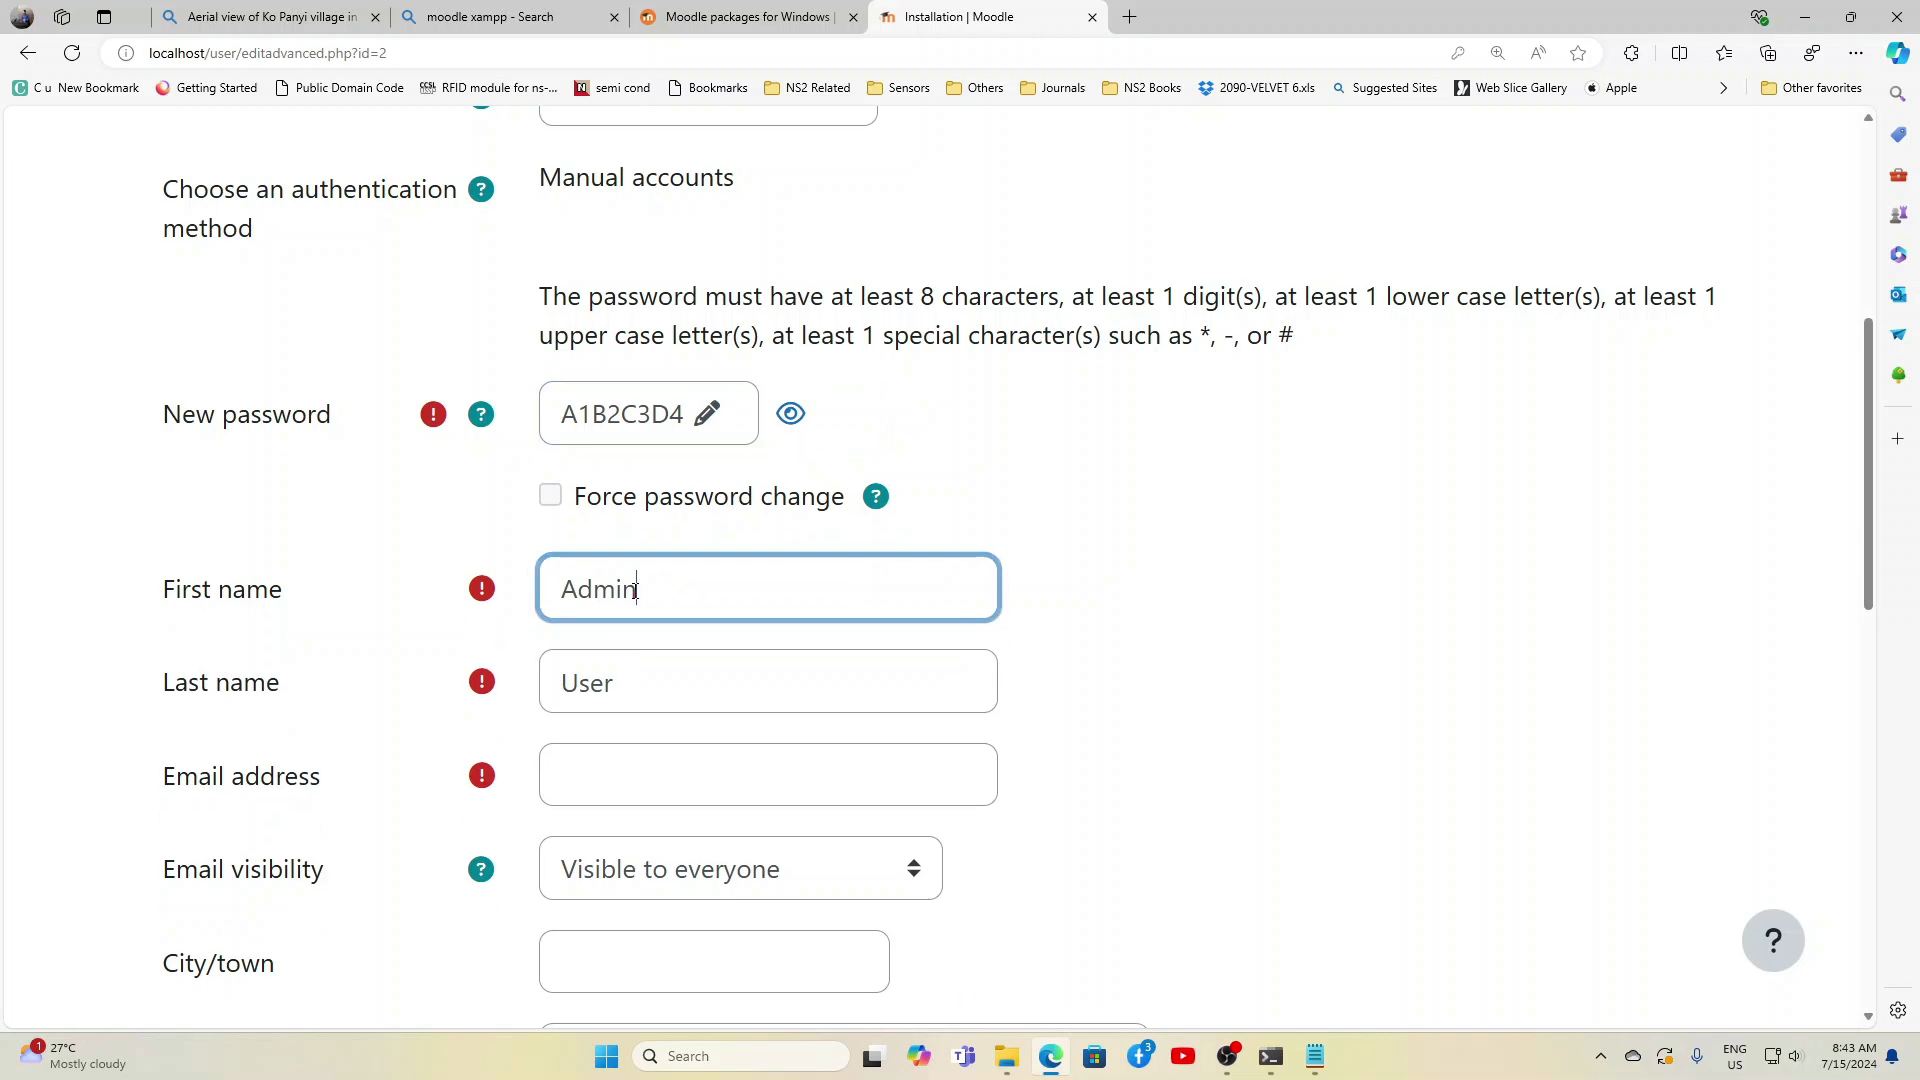 Aerial view of Ko Panyi village in
moodle xampp - Search
Moodle packages for Windows |
Installation | Moodle
localhost/user/editadvanced.php?id=2
C u New Bookmark
Getting Started
Public Domain Code
RFID module for ns-...
semi cond
Bookmarks
NS2 Related
Sensors
Others
Journals
NS2 Books
2090-VELVET 6.xls
Suggested Sites
Web Slice Gallery
Apple
Other favorites
Choose an authentication
method
Manual accounts
The password must have at least 8 characters, at least 1 digit(s), at least 1 lower case letter(s), at least 1
upper case letter(s), at least 1 special character(s) such as *, -, or #
New password
A1B2C3D4
Force password change
First name
Admin
Last name
User
Email address
Email visibility
Visible to everyone
City/town
?
1
27°C
Mostly cloudy
Search
3
ENG
US
8:43 AM
7/15/2024